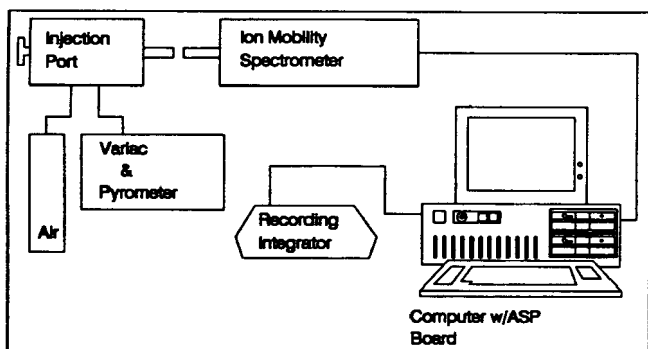 Injection
Port
Ion Mobility
Spectrometer
Variac
&
Pyrometer
Air
Recording
Integrator
Computer w/ASP
Board